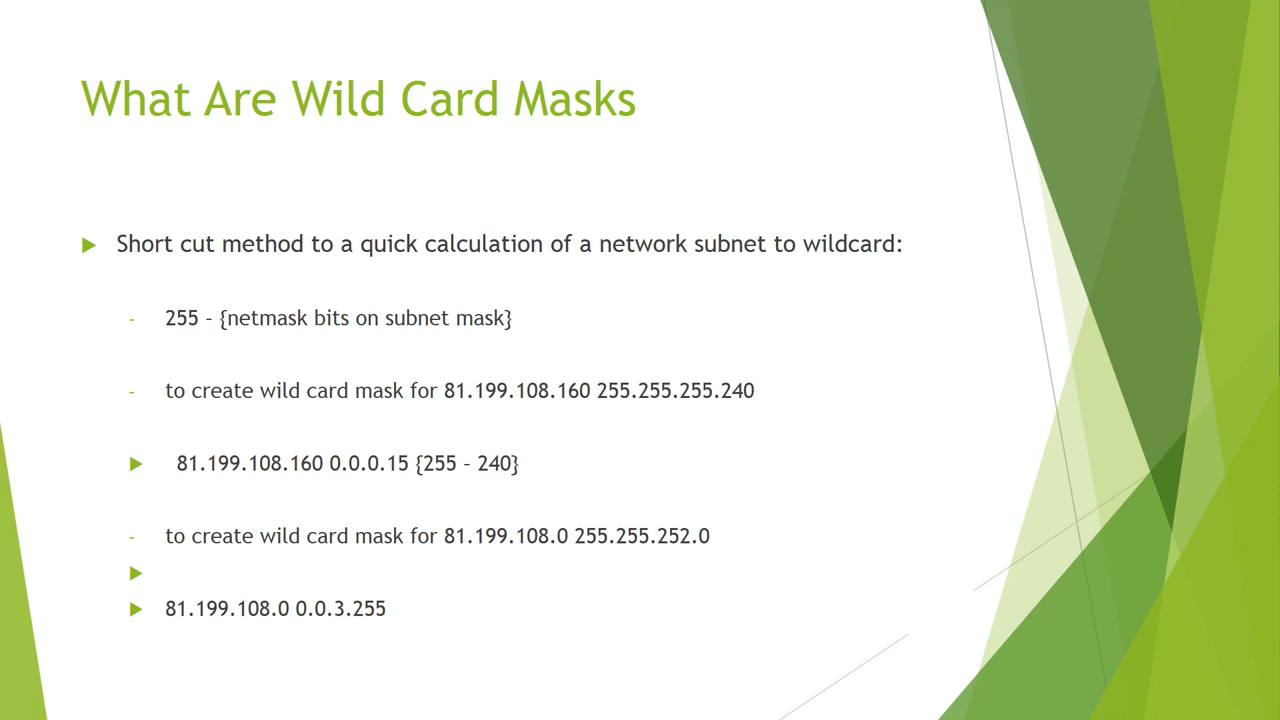 What Are Wild Card Masks
Short cut method to a quick calculation of a network subnet to wildcard:
- 255 – {netmask bits on subnet mask}
- to create wild card mask for 81.199.108.160 255.255.255.240
81.199.108.160 0.0.0.15 {255 - 240}
- to create wild card mask for 81.199.108.0 255.255.252.0
81.199.108.0 0.0.3.255